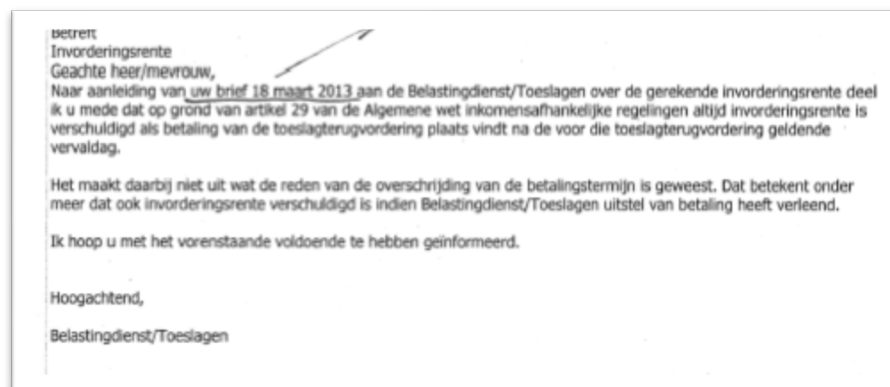 Betreft
Invorderingsrente
Geachte heer/mevrouw,
Naar aanleiding van uw brief 18 maart 2013 aan de Belastingdienst/Toeslagen over de gerekende invorderingsrente deel
ik u mede dat op grond van artikel 29 van de Algemene wet inkomensafhankelijke regelingen altijd invorderingsrente is
verschuldigd als betaling van de toeslagterugvordering plaats vindt na de voor die toeslagterugvordering geldende
vervaldag.
Het maakt daarbij niet uit wat de reden van de overschrijding van de betalingstermijn is geweest. Dat betekent onder
meer dat ook invorderingsrente verschuldigd is indien Belastingdienst/Toeslagen uitstel van betaling heeft verleend.
Ik hoop u met het vorenstaande voldoende te hebben geïnformeerd.
Hoogachtend,
Belastingdienst/Toeslagen